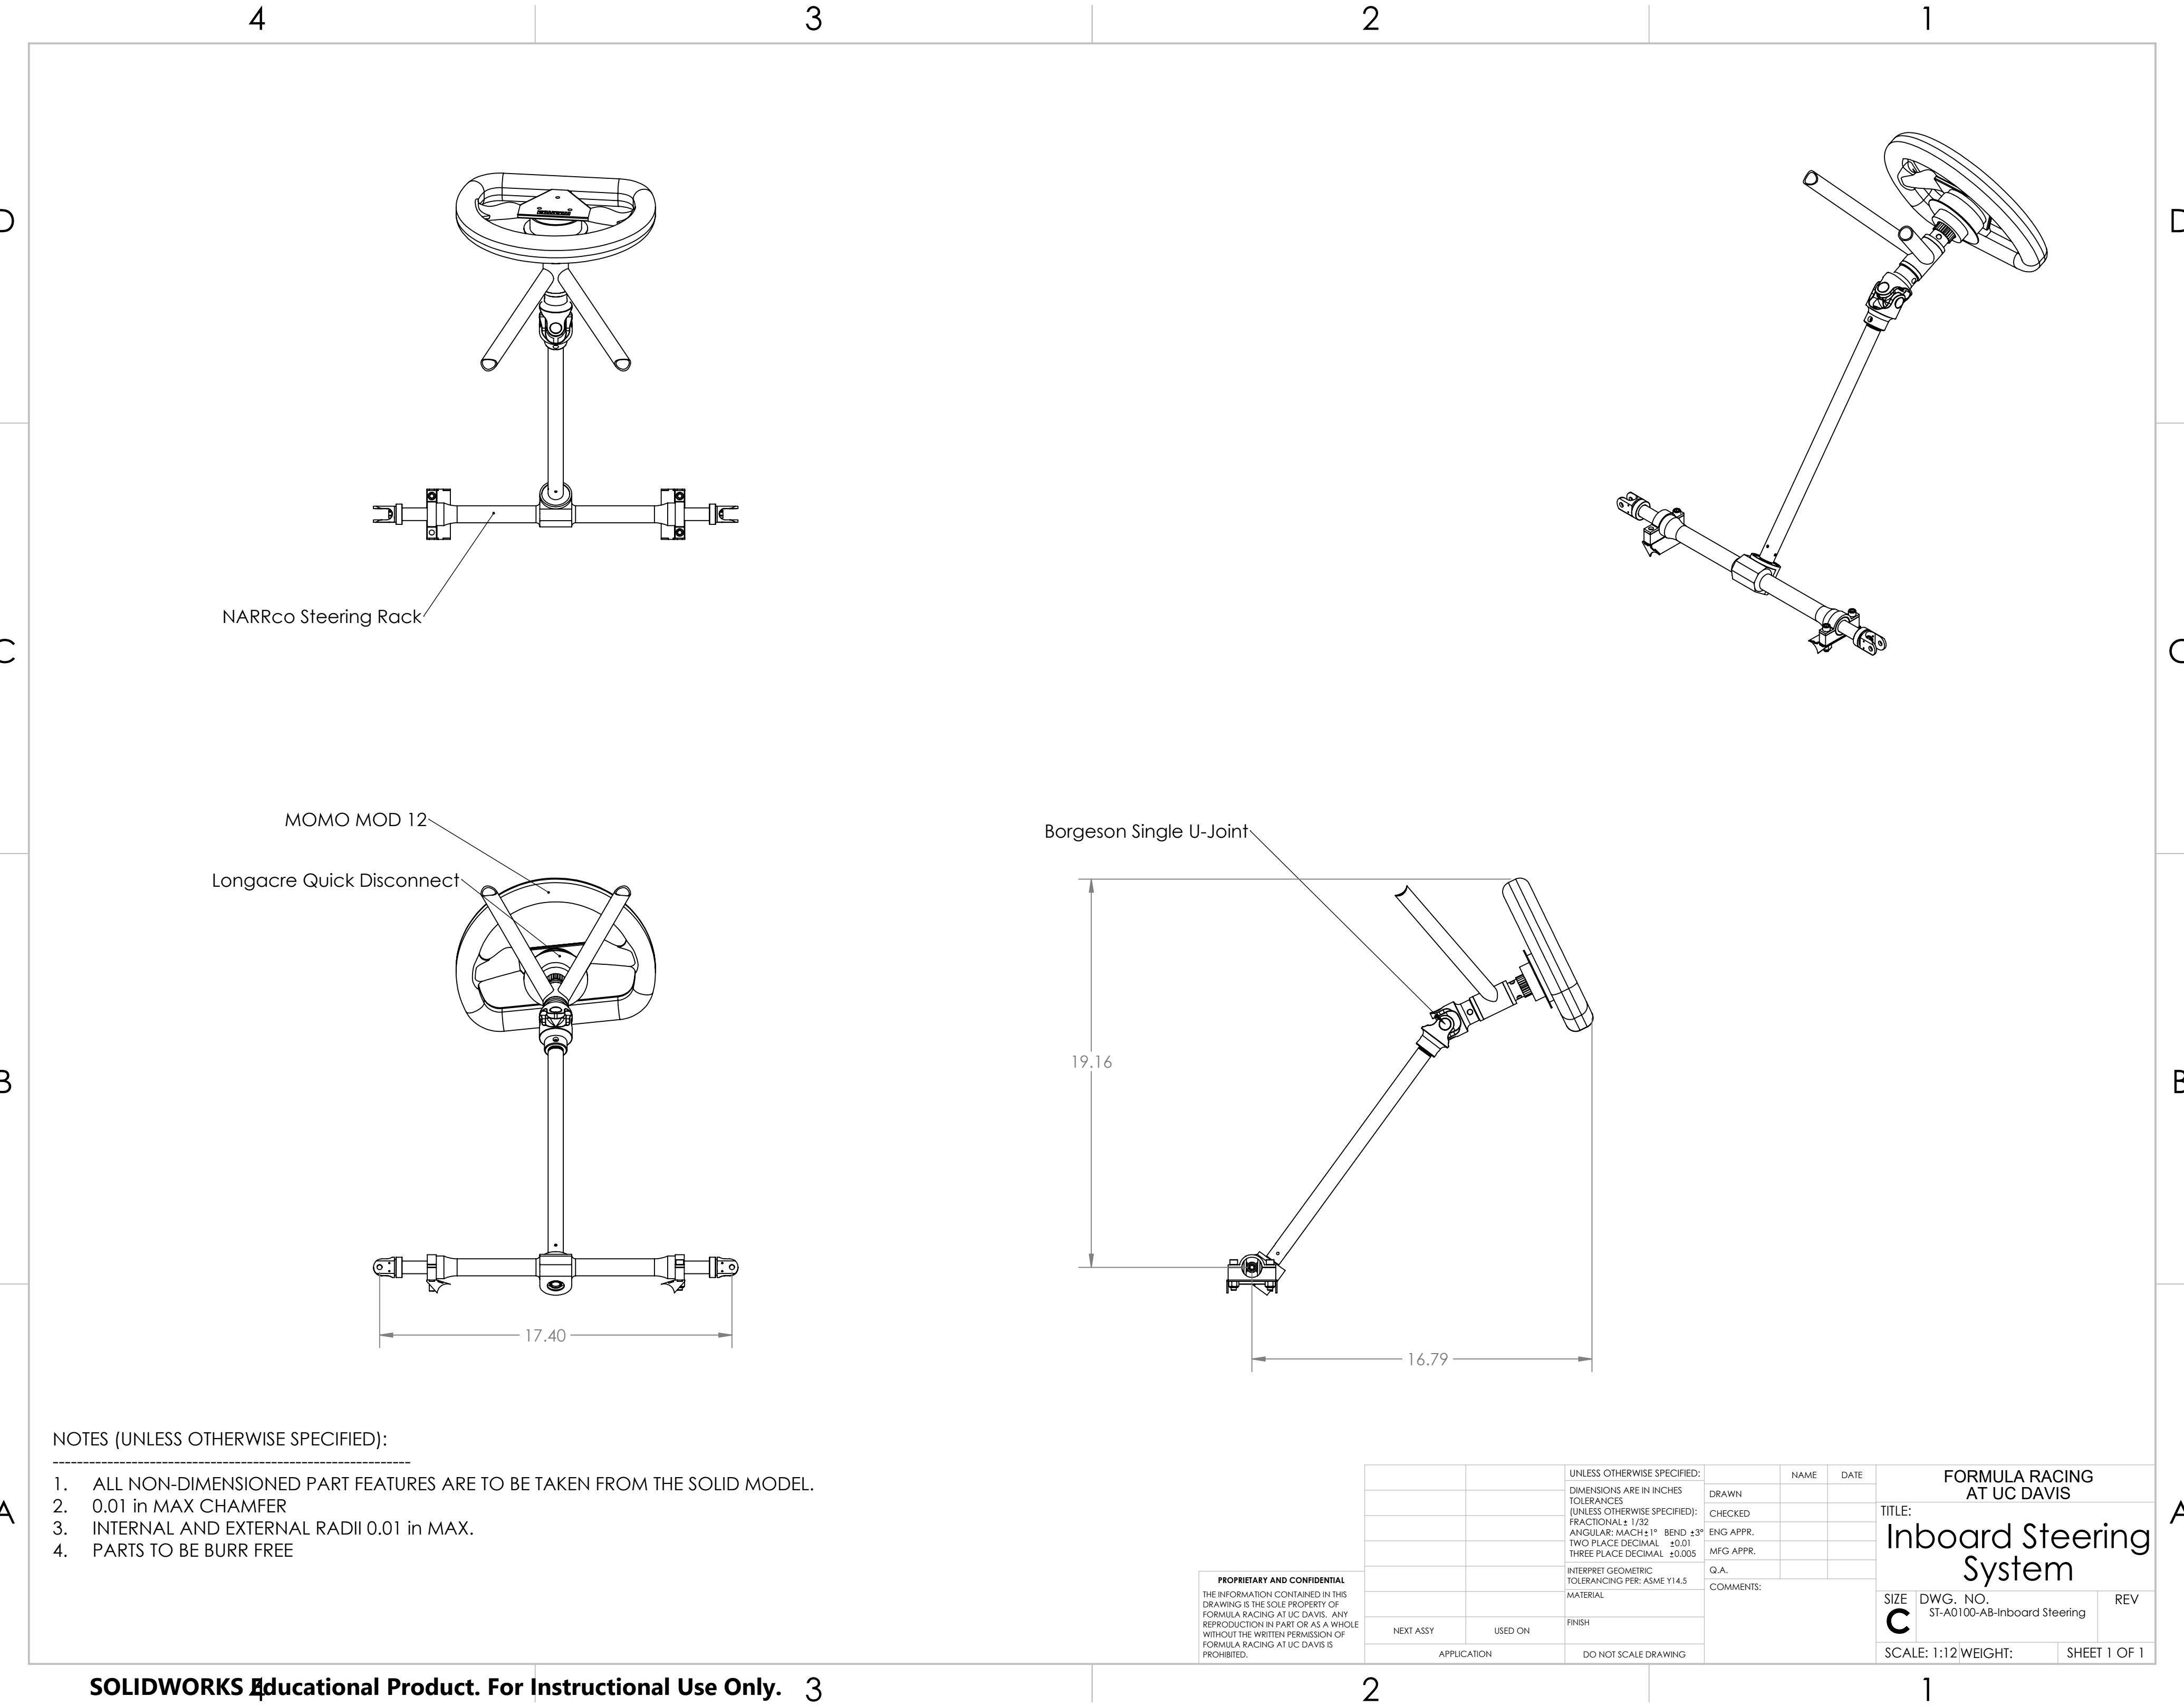 4 3 2 1
D D
NARRco Steering Rack
C C
MOMO MOD 12
Borgeson Single U-Joint
Longacre Quick Disconnect
19.16
B B
17.40
16.79
NOTES (UNLESS OTHERWISE SPECIFIED):
------------------------------------------------------------
1. ALL NON-DIMENSIONED PART FEATURES ARE TO BE TAKEN FROM THE SOLID MODEL.
2. 0.01 in MAX CHAMFER
3. INTERNAL AND EXTERNAL RADII 0.01 in MAX.
4. PARTS TO BE BURR FREE
A A
PROPRIETARY AND CONFIDENTIAL
THE INFORMATION CONTAINED IN THIS
DRAWING IS THE SOLE PROPERTY OF
FORMULA RACING AT UC DAVIS. ANY
REPRODUCTION IN PART OR AS A WHOLE
WITHOUT THE WRITTEN PERMISSION OF
FORMULA RACING AT UC DAVIS IS
PROHIBITED.
NEXT ASSY USED ON
APPLICATION
UNLESS OTHERWISE SPECIFIED:
DIMENSIONS ARE IN INCHES
TOLERANCES
(UNLESS OTHERWISE SPECIFIED):
FRACTIONAL± 1/32
ANGULAR: MACH±1° BEND ±3°
TWO PLACE DECIMAL ±0.01
THREE PLACE DECIMAL ±0.005
INTERPRET GEOMETRIC
TOLERANCING PER: ASME Y14.5
MATERIAL
FINISH
DO NOT SCALE DRAWING
NAME DATE
DRAWN
CHECKED
ENG APPR.
MFG APPR.
Q.A.
COMMENTS:
FORMULA RACING
AT UC DAVIS
TITLE:
Inboard Steering
System
SIZE DWG. NO. REV
C ST-A0100-AB-Inboard Steering
SCALE: 1:12 WEIGHT: SHEET 1 OF 1
SOLIDWORKS Educational Product. For Instructional Use Only.
4 3 2 1